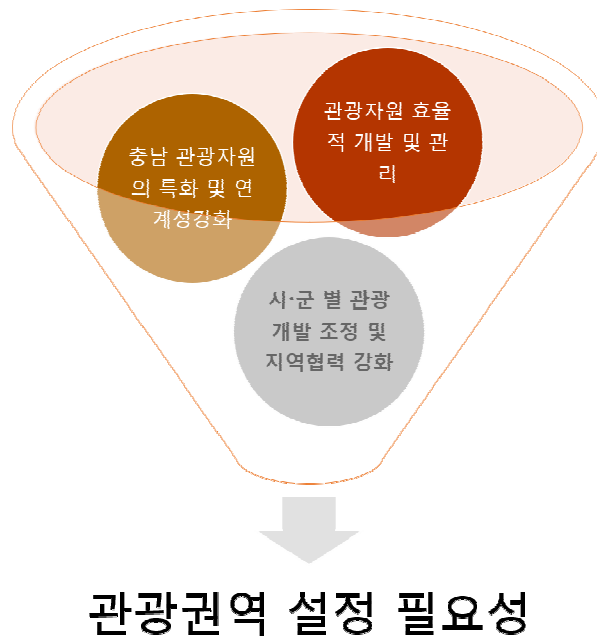 충남 관광자원
의 특화 및 연
계성강화
관광자원 효율
적 개발 및 관
리
시·군 별 관광
개발 조정 및
지역협력 강화
관광권역 설정 필요성